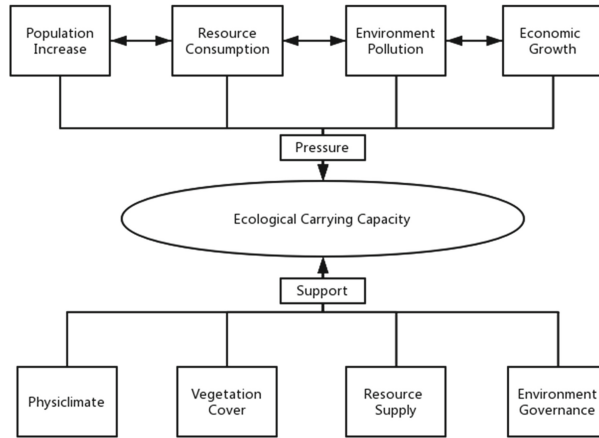 Population
Increase
Resource
Consumption
Environment
Pollution
Economic
Growth
Pressure
Ecological Carrying Capacity
Support
Physiclimate
Vegetation
Cover
Resource
Supply
Environment
Governance